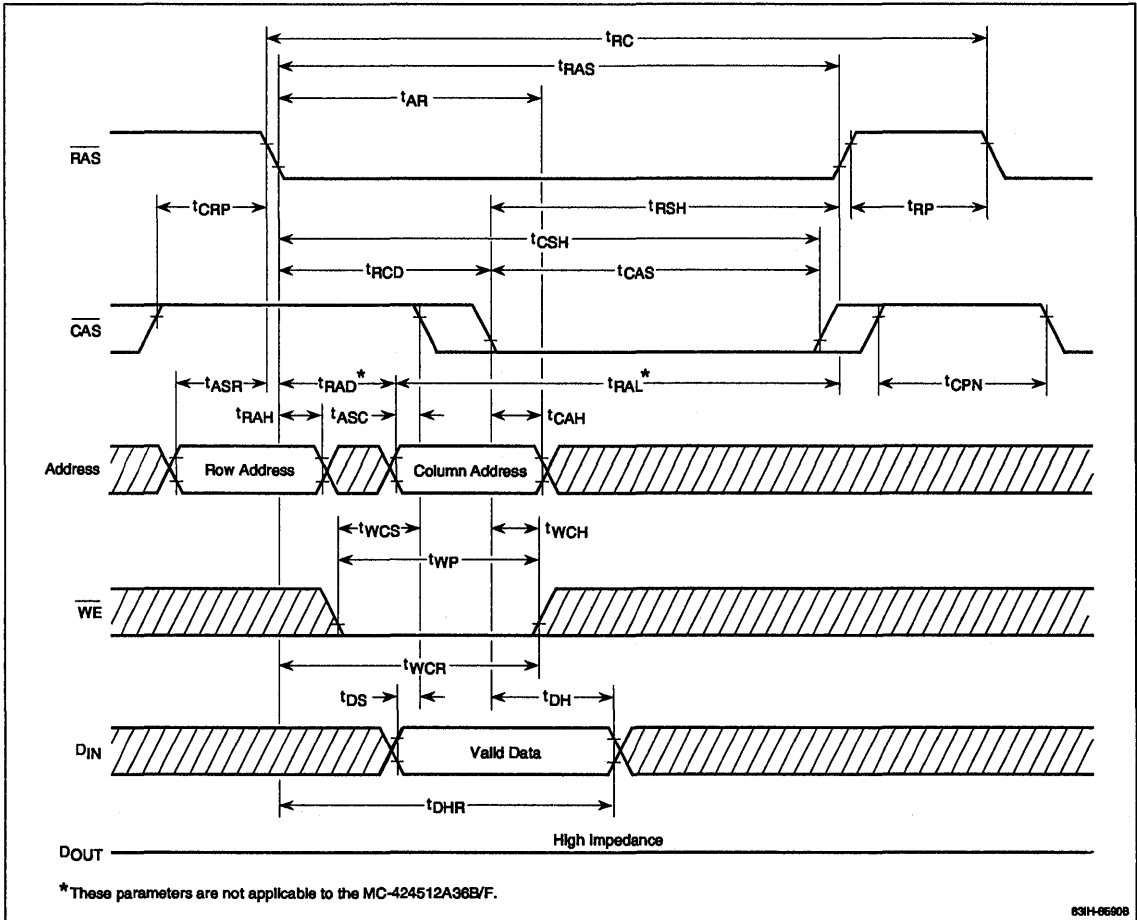 tRC
tRAS
tAR
RAS
tCRP
tRSH
tRP
tCSH
tRCD
tCAS
CAS
tASR
tRAD*
tRAL*
tCPN
tRAH
tASC
tCAH
Address
Row Address
Column Address
tWCS
tWCH
tWP
WE
tWCR
tDS
tDH
DIN
Valid Data
tDHR
High Impedance
DOUT
*These parameters are not applicable to the MC-424512A36B/F.
83IH-6590B